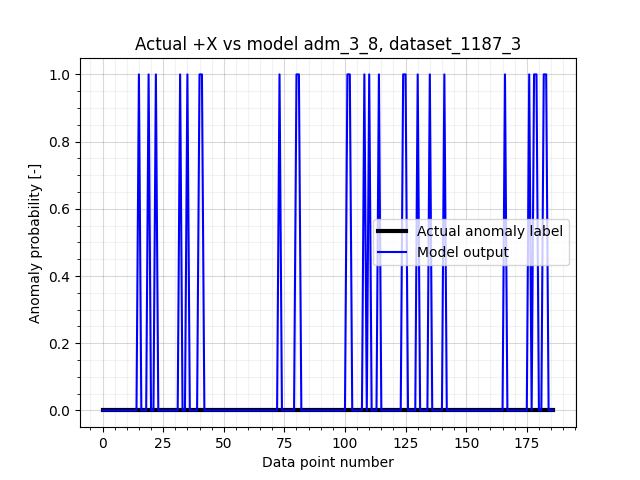 Actual +X vs model adm_3_8, dataset_1187_3
1.0
0.8
0.6
0.4
0.2
0.0
Anomaly probability [-]
Actual anomaly label
Model output
0 25 50 75 100 125 150 175
Data point number